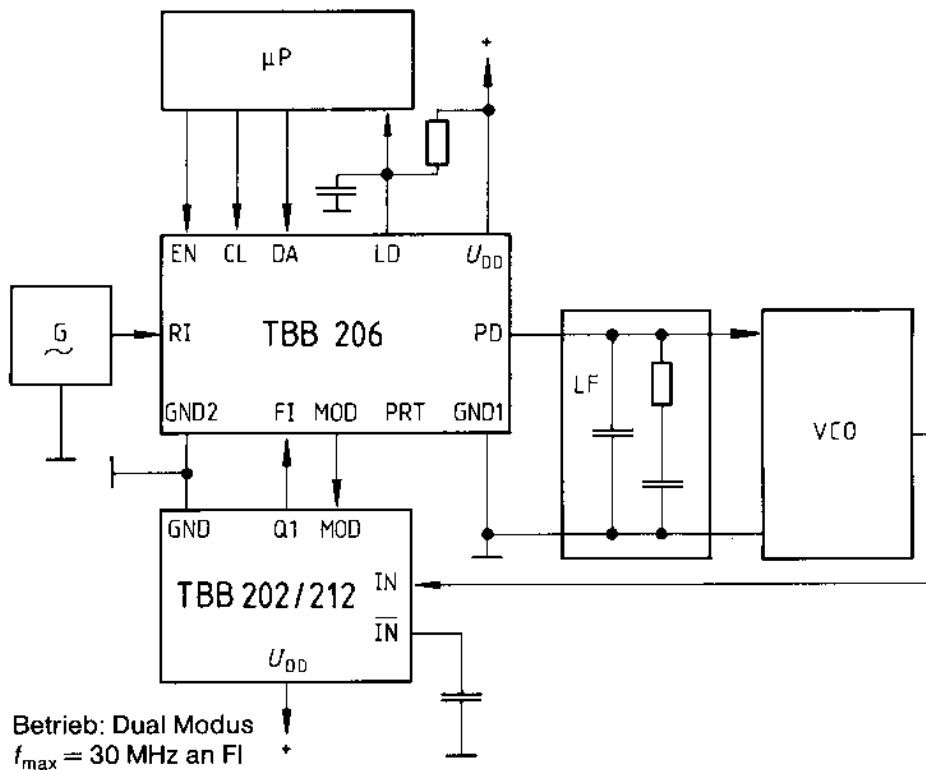 µP
+
EN CL DA LD U_DD
G
~
RI TBB 206 PD
LF
VCO
GND2 FI MOD PRT GND1
GND Q1 MOD
TBB 202/212 IN
I̅N̅
U_DD
+
Betrieb: Dual Modus
f_max = 30 MHz an FI